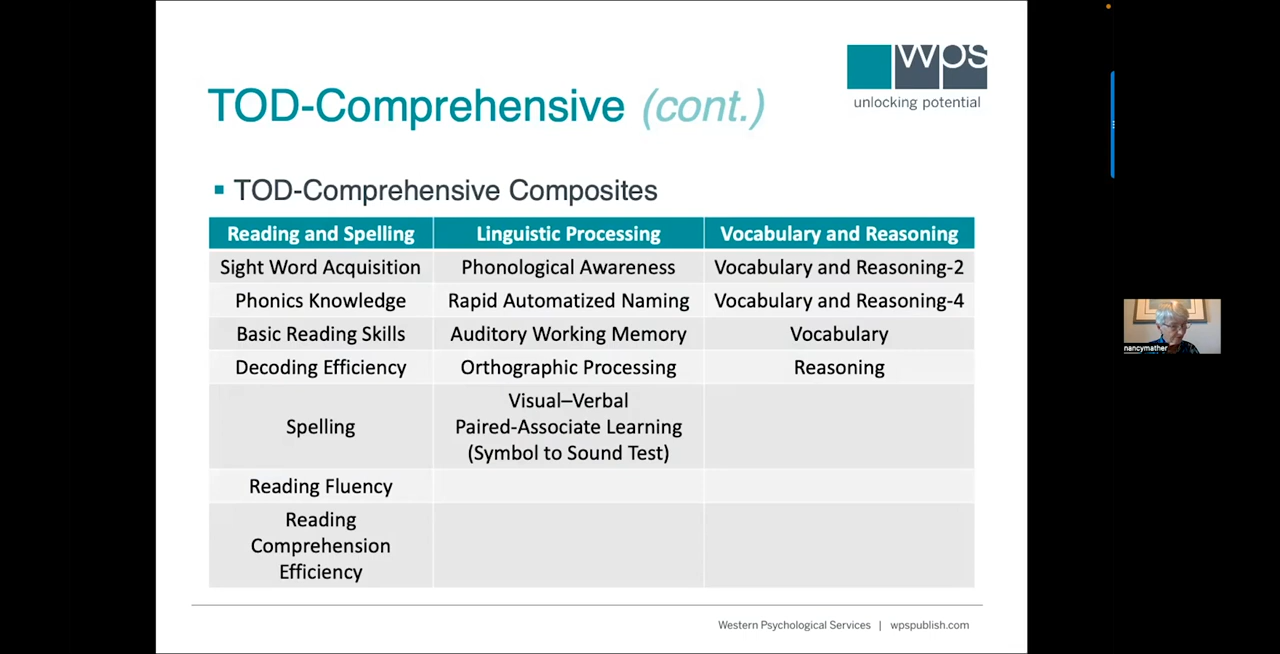 wps
unlocking potential
TOD-Comprehensive (cont.)
▪ TOD-Comprehensive Composites
Reading and Spelling Linguistic Processing Vocabulary and Reasoning
Sight Word Acquisition Phonological Awareness Vocabulary and Reasoning-2
Phonics Knowledge Rapid Automatized Naming Vocabulary and Reasoning-4
Basic Reading Skills Auditory Working Memory Vocabulary
Decoding Efficiency Orthographic Processing Reasoning
Spelling
Visual–Verbal
Paired-Associate Learning
(Symbol to Sound Test)
Reading Fluency
Reading
Comprehension
Efficiency
Western Psychological Services | wpspublish.com
nancymather